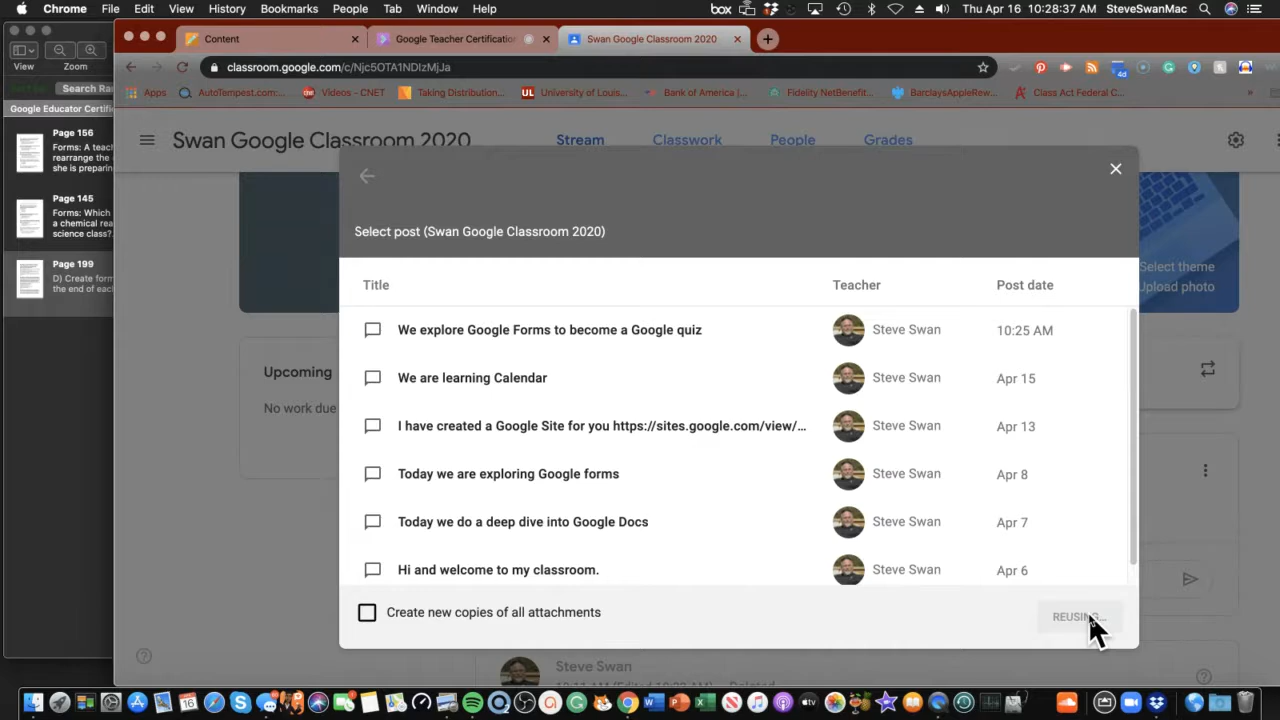 Chrome File Edit View History Bookmarks People Tab Window Help box Thu Apr 16 10:28:37 AM SteveSwanMac
Content Google Teacher Certificatio Swan Google Classroom 2020
View Zoom
classroom.google.com/c/Njc5OTA1NDIzMjJa
Search Ra
Apps AutoTempest.com:... Videos - CNET Taking Distribution... University of Louis... Bank of America |... Fidelity NetBenefit... BarclaysAppleRew... Class Act Federal C... »
Google Educator Certifi
Page 156
Forms: A teac
rearrange the
she is preparin
Page 145
Forms: Which
a chemical rea
science class?
Page 199
D) Create form
the end of eac
Swan Google Classroom 2020 Stream Classwork People Grades
Select theme
Upload photo
Upcoming
No work due
Select post (Swan Google Classroom 2020)
Title Teacher Post date
We explore Google Forms to become a Google quiz Steve Swan 10:25 AM
We are learning Calendar Steve Swan Apr 15
I have created a Google Site for you https://sites.google.com/view/... Steve Swan Apr 13
Today we are exploring Google forms Steve Swan Apr 8
Today we do a deep dive into Google Docs Steve Swan Apr 7
Hi and welcome to my classroom. Steve Swan Apr 6
Create new copies of all attachments REUSING...
Steve Swan